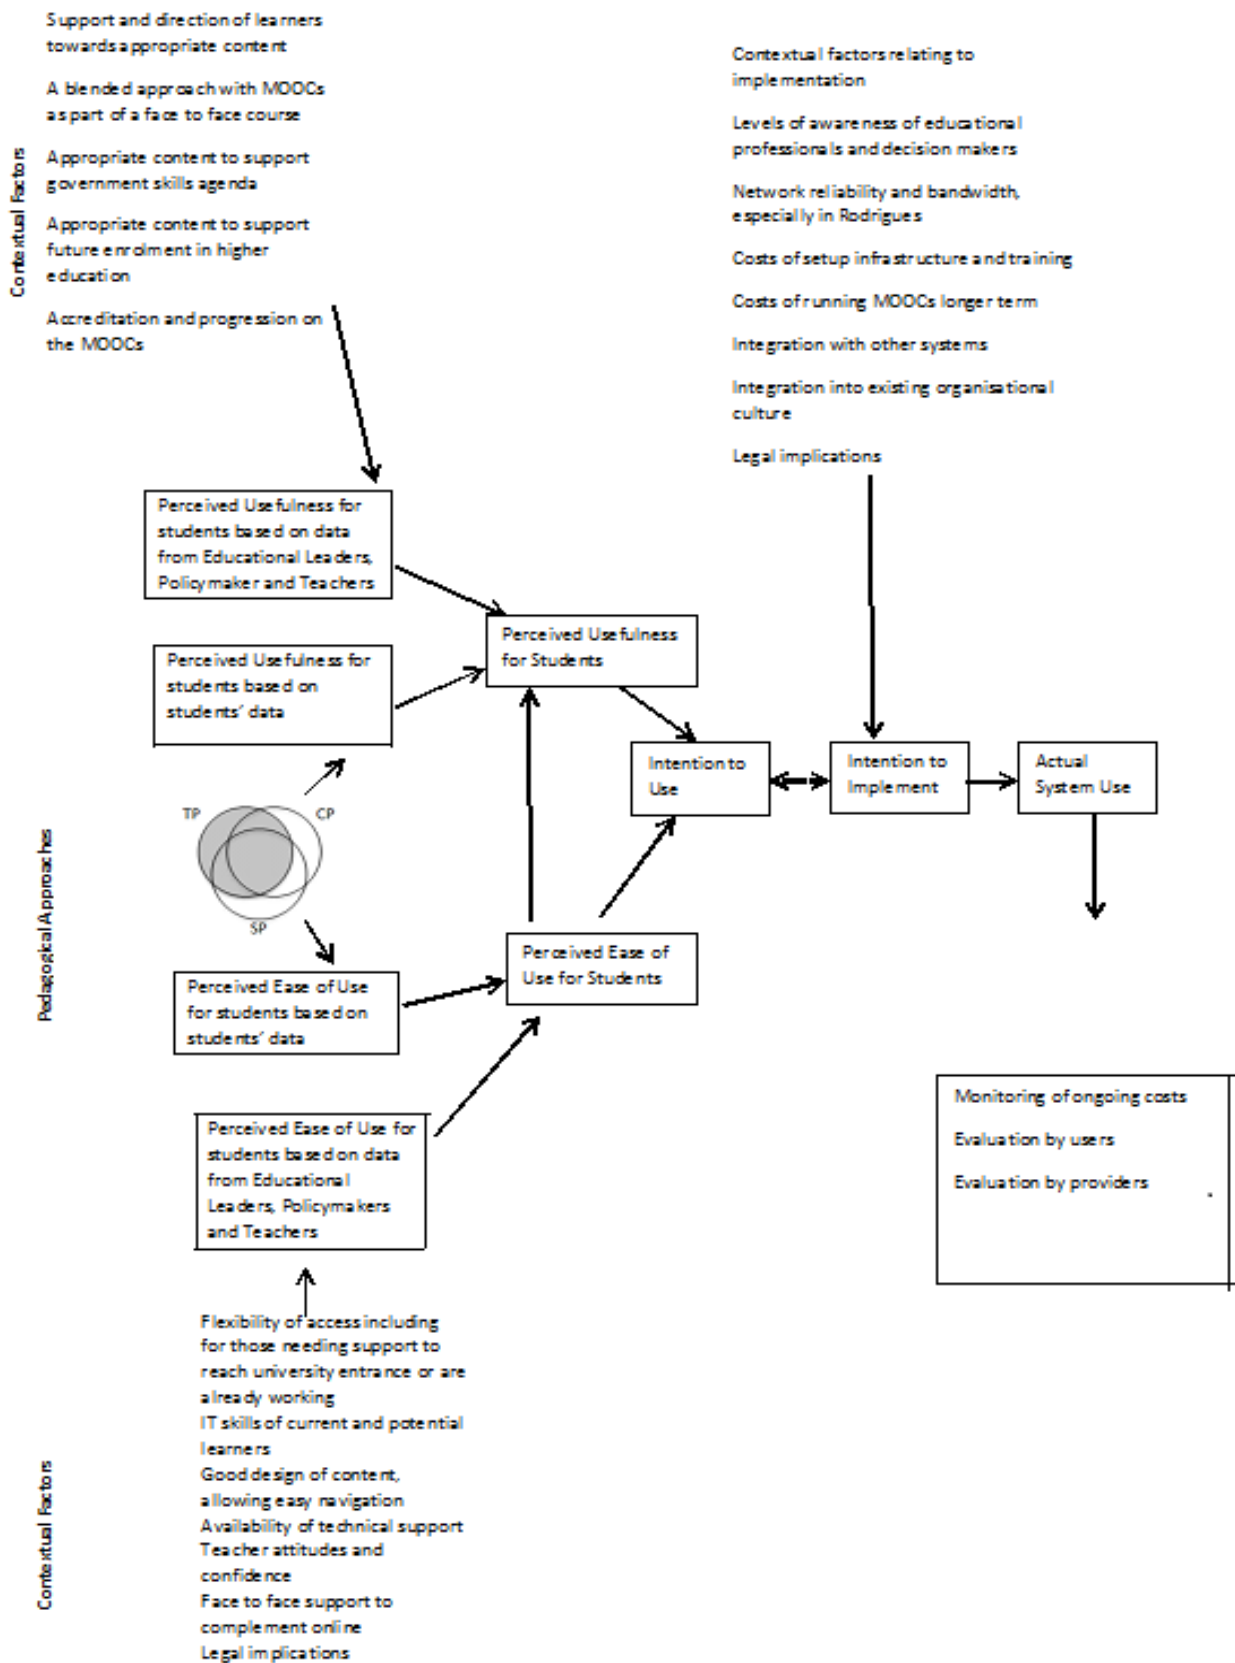 Support and direction of learners
towards appropriate content
A blended approach with MOOCs
as part of a face to face course
Appropriate content to support
government skills agenda
Appropriate content to support
future enrolment in higher
education
Accreditation and progression on
the MOOCs
Contextual Factors
Contextual factors relating to
implementation
Levels of awareness of educational
professionals and decision makers
Network reliability and bandwidth,
especially in Rodrigues
Costs of setup infrastructure and training
Costs of running MOOCs longer term
Integration with other systems
Integration into existing organisational
culture
Legal implications
Perceived Usefulness for
students based on data
from Educational Leaders,
Policymaker and Teachers
Perceived Usefulness for
students based on
students' data
Perceived Usefulness
for Students
Intention to
Use
Intention to
Implement
Actual
System Use
TP
CP
SP
Pedagogical Approaches
Perceived Ease of
Use for Students
Perceived Ease of Use
for students based on
students' data
Perceived Ease of Use for
students based on data
from Educational
Leaders, Policymakers
and Teachers
Monitoring of ongoing costs
Evaluation by users
Evaluation by providers
Flexibility of access including
for those needing support to
reach university entrance or are
already working
IT skills of current and potential
learners
Good design of content,
allowing easy navigation
Availability of technical support
Teacher attitudes and
confidence
Face to face support to
complement online
Legal implications
Contextual Factors